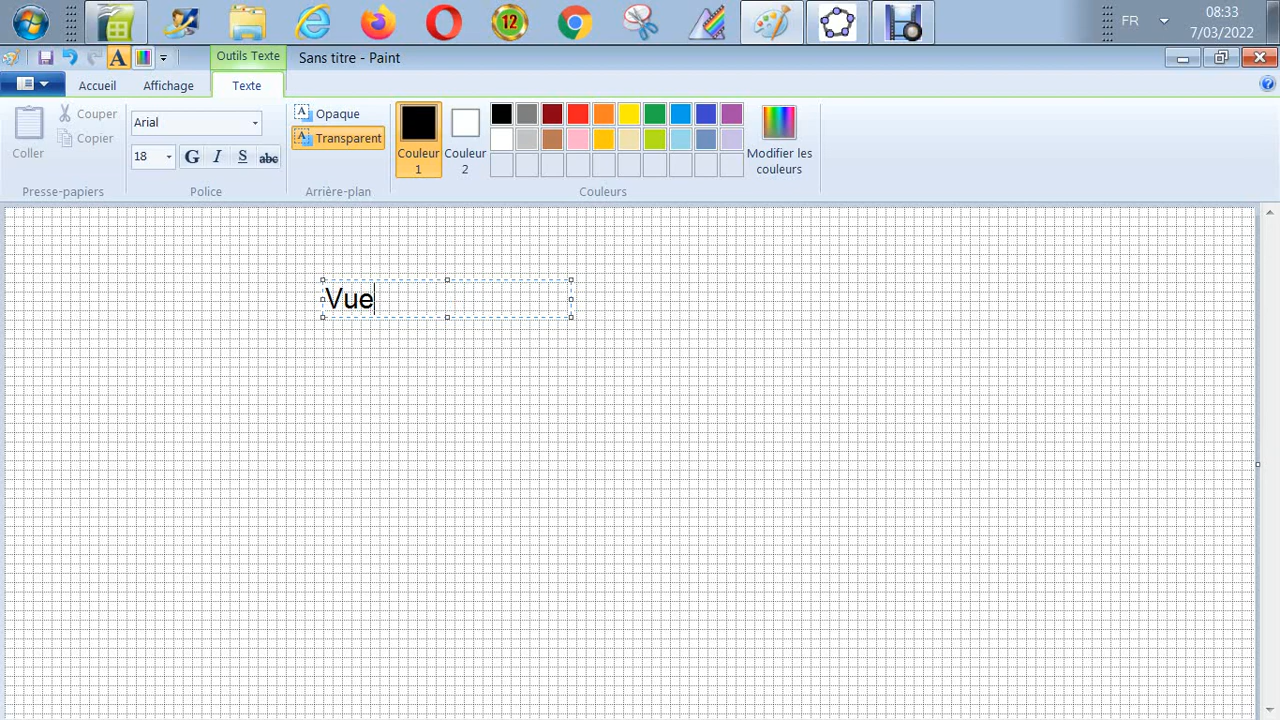 12
FR
08:33
7/03/2022
A
Outils Texte
Sans titre - Paint
Accueil
Affichage
Texte
?
Coller
Couper
Copier
Presse-papiers
Arial
18
G I S abc
Police
A Opaque
A Transparent
Arrière-plan
Couleur
1
Couleur
2
Modifier les
couleurs
Couleurs
Vue